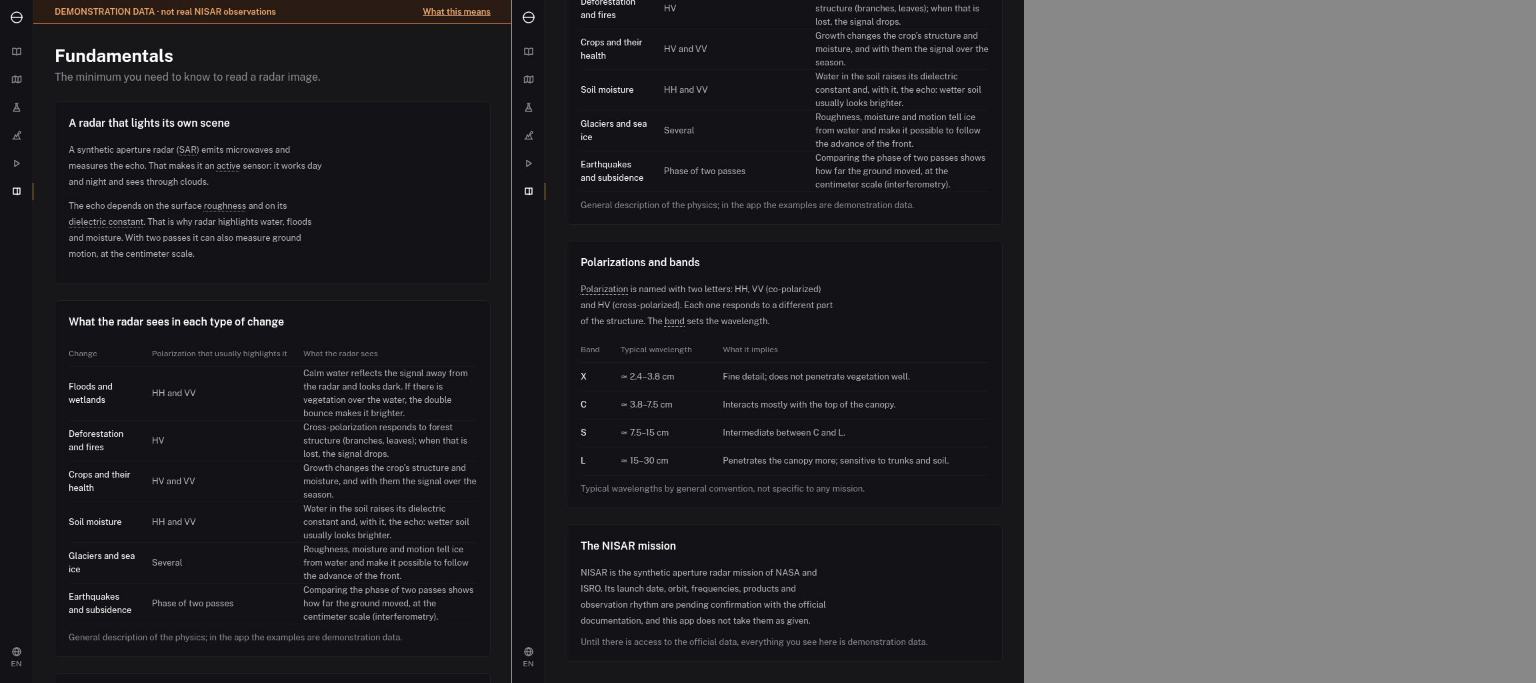 DEMONSTRATION DATA · not real NISAR observations
What this means
Fundamentals
The minimum you need to know to read a radar image.
A radar that lights its own scene
A synthetic aperture radar (SAR) emits microwaves and
measures the echo. That makes it an active sensor: it works day
and night and sees through clouds.
The echo depends on the surface roughness and on its
dielectric constant. That is why radar highlights water, floods
and moisture. With two passes it can also measure ground
motion, at the centimeter scale.
What the radar sees in each type of change
Change
Polarization that usually highlights it
What the radar sees
Floods and
wetlands
HH and VV
Calm water reflects the signal away from
the radar and looks dark. If there is
vegetation over the water, the double
bounce makes it brighter.
Deforestation
and fires
HV
Cross-polarization responds to forest
structure (branches, leaves); when that is
lost, the signal drops.
Crops and their
health
HV and VV
Growth changes the crop's structure and
moisture, and with them the signal over the
season.
Soil moisture
HH and VV
Water in the soil raises its dielectric
constant and, with it, the echo: wetter soil
usually looks brighter.
Glaciers and sea
ice
Several
Roughness, moisture and motion tell ice
from water and make it possible to follow
the advance of the front.
Earthquakes
and subsidence
Phase of two passes
Comparing the phase of two passes shows
how far the ground moved, at the
centimeter scale (interferometry).
General description of the physics; in the app the examples are demonstration data.
EN
Deforestation
and fires
HV
structure (branches, leaves); when that is
lost, the signal drops.
Crops and their
health
HV and VV
Growth changes the crop's structure and
moisture, and with them the signal over the
season.
Soil moisture
HH and VV
Water in the soil raises its dielectric
constant and, with it, the echo: wetter soil
usually looks brighter.
Glaciers and sea
ice
Several
Roughness, moisture and motion tell ice
from water and make it possible to follow
the advance of the front.
Earthquakes
and subsidence
Phase of two passes
Comparing the phase of two passes shows
how far the ground moved, at the
centimeter scale (interferometry).
General description of the physics; in the app the examples are demonstration data.
Polarizations and bands
Polarization is named with two letters: HH, VV (co-polarized)
and HV (cross-polarized). Each one responds to a different part
of the structure. The band sets the wavelength.
Band
Typical wavelength
What it implies
X
≈ 2.4–3.8 cm
Fine detail; does not penetrate vegetation well.
C
≈ 3.8–7.5 cm
Interacts mostly with the top of the canopy.
S
≈ 7.5–15 cm
Intermediate between C and L.
L
≈ 15–30 cm
Penetrates the canopy more; sensitive to trunks and soil.
Typical wavelengths by general convention, not specific to any mission.
The NISAR mission
NISAR is the synthetic aperture radar mission of NASA and
ISRO. Its launch date, orbit, frequencies, products and
observation rhythm are pending confirmation with the official
documentation, and this app does not take them as given.
Until there is access to the official data, everything you see here is demonstration data.
EN